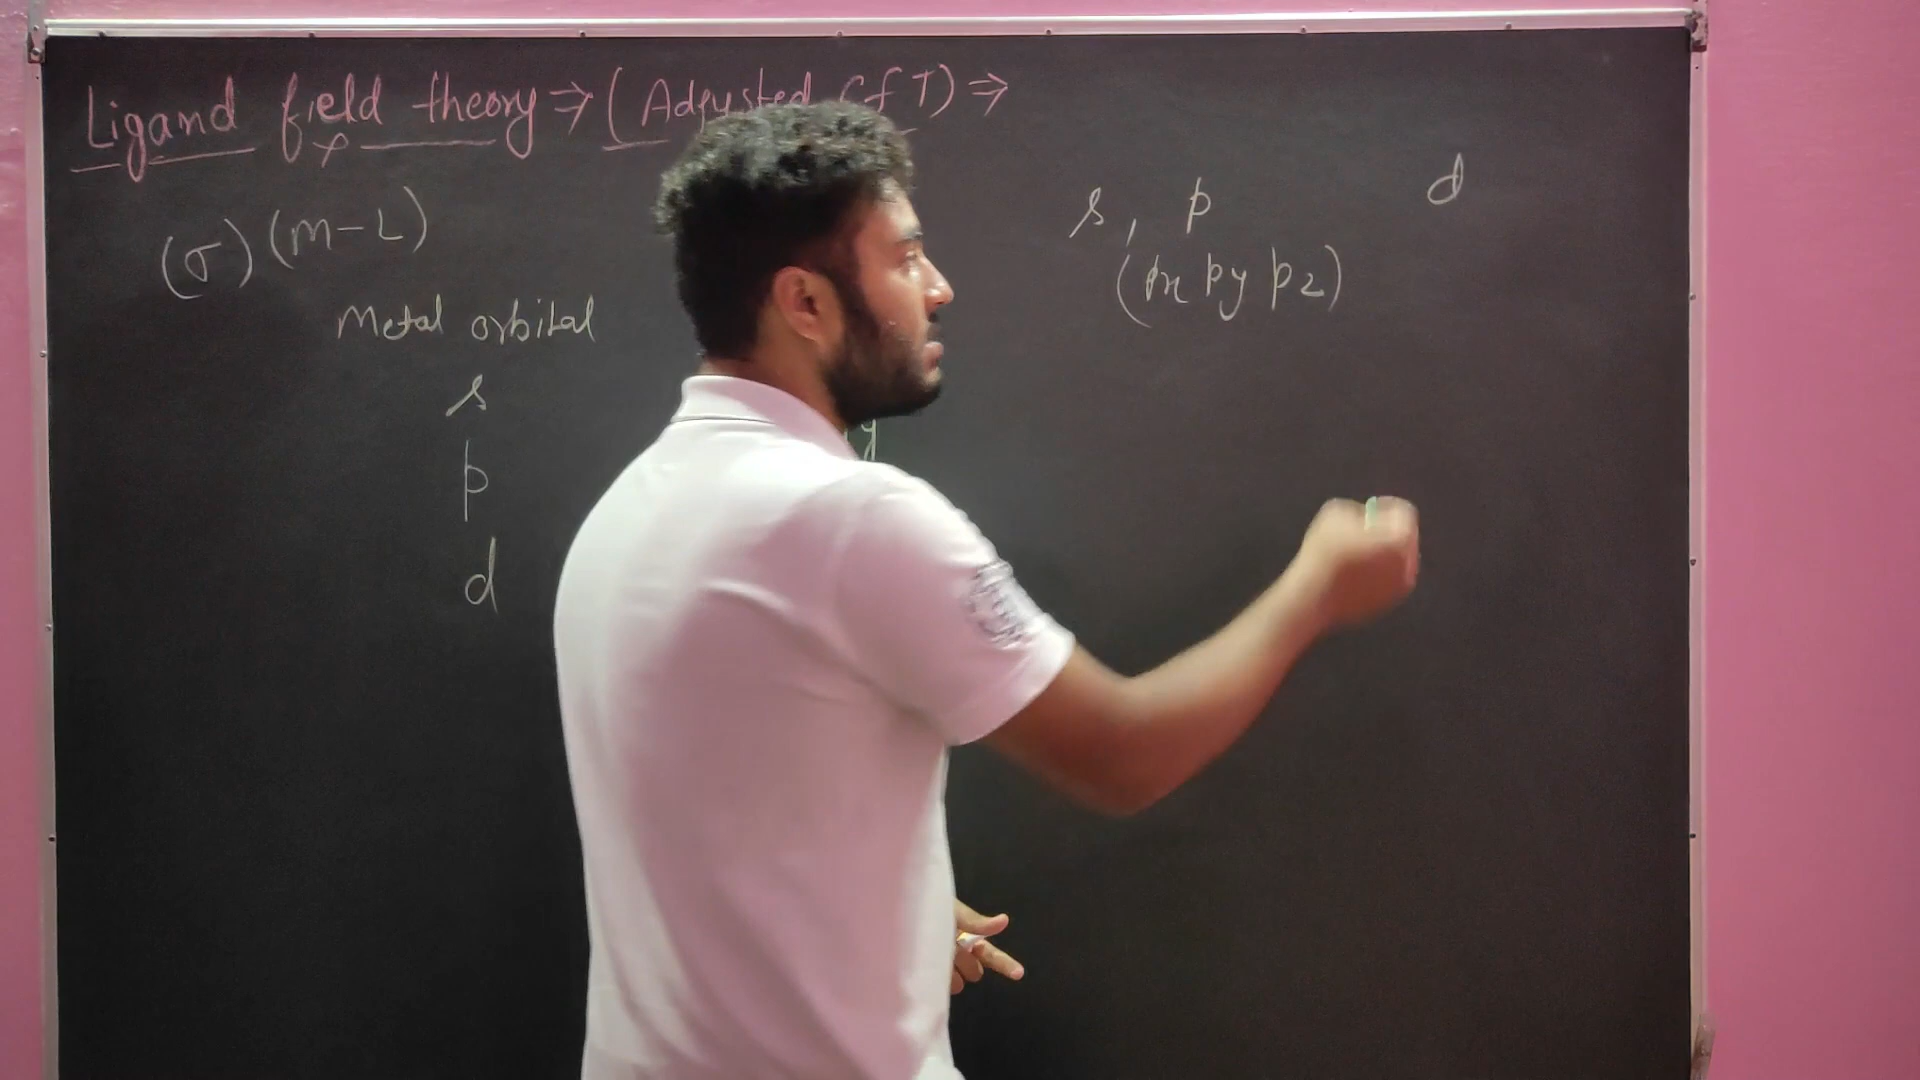 Ligand field theory ⇒ (Adjusted CfT) ⇒
(σ) (m-L)
Metal orbital
s
p
d
y
s, p
(px py pz)
d